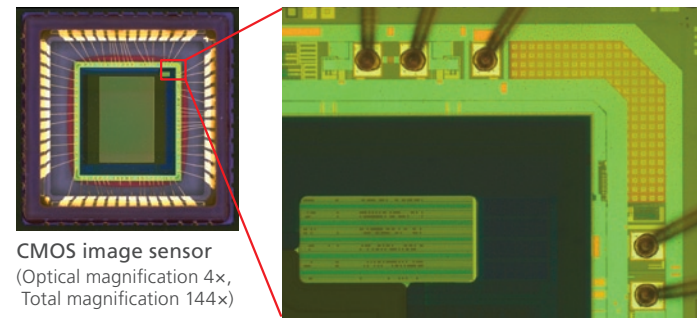 CMOS image sensor
(Optical magnification 4×,
Total magnification 144×)